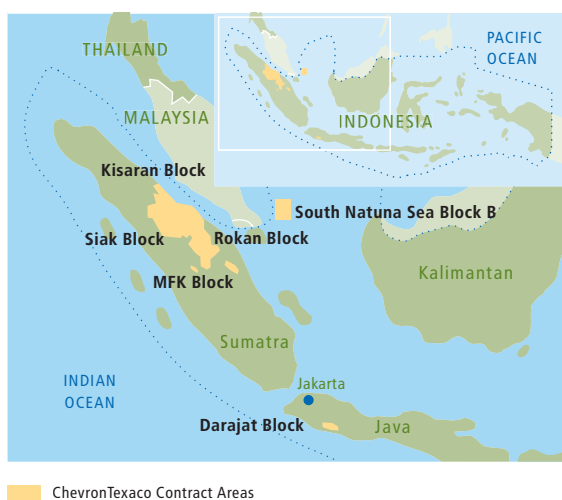 THAILAND
PACIFIC
OCEAN
MALAYSIA
INDONESIA
Kisaran Block
South Natuna Sea Block B
Siak Block
Rokan Block
MFK Block
Kalimantan
Sumatra
INDIAN
OCEAN
Jakarta
Darajat Block
Java
ChevronTexaco Contract Areas